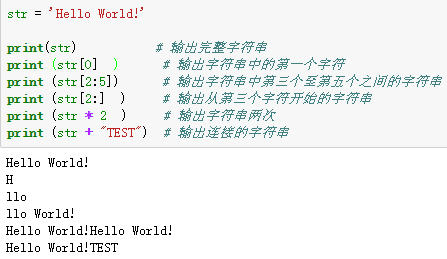 str = 'Hello World!'
print(str)          # 输出完整字符串
print (str[0]  )      # 输出字符串中的第一个字符
print (str[2:5])      # 输出字符串中第三个至第五个之间的字符串
print (str[2:]  )     # 输出从第三个字符开始的字符串
print (str * 2  )     # 输出字符串两次
print (str + "TEST")  # 输出连接的字符串
Hello World!
H
llo
llo World!
Hello World!Hello World!
Hello World!TEST